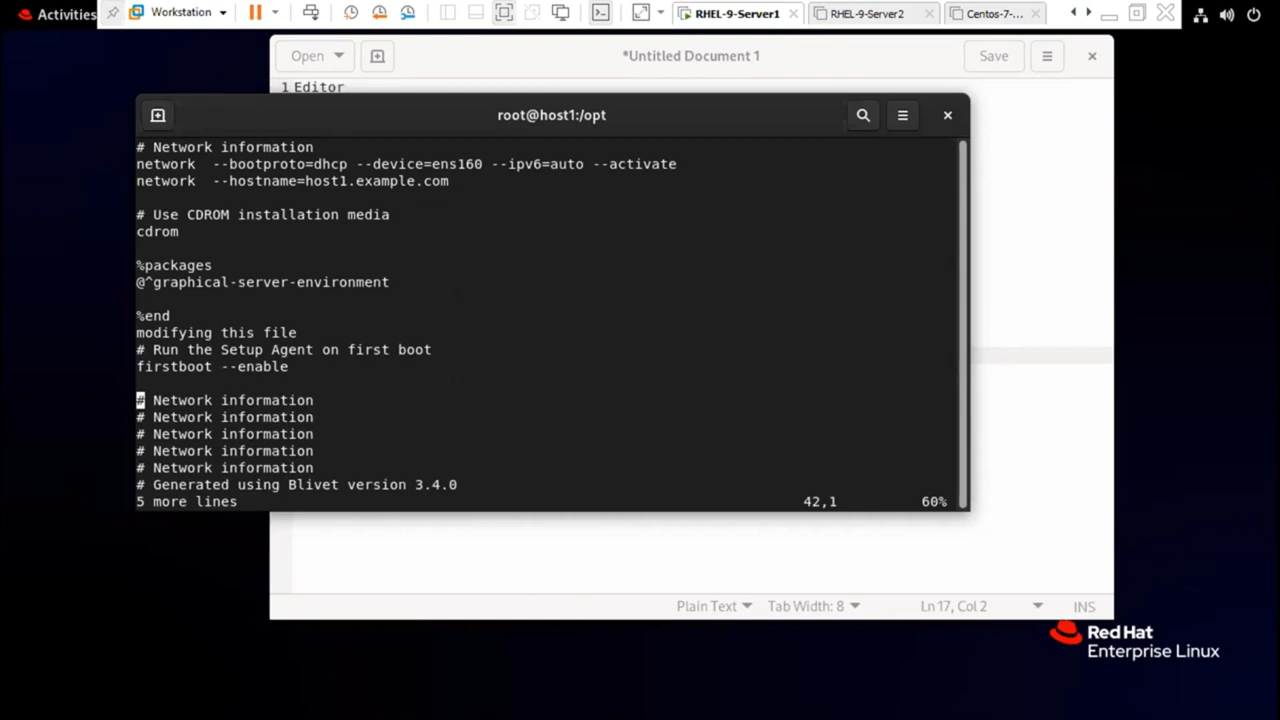 Activities
Workstation
RHEL-9-Server1
RHEL-9-Server2
Centos-7-...
Open
*Untitled Document 1
Save
1 Editor
root@host1:/opt
# Network information
network  --bootproto=dhcp --device=ens160 --ipv6=auto --activate
network  --hostname=host1.example.com
# Use CDROM installation media
cdrom
%packages
@^graphical-server-environment
%end
modifying this file
# Run the Setup Agent on first boot
firstboot --enable
# Network information
# Network information
# Network information
# Network information
# Network information
# Generated using Blivet version 3.4.0
5 more lines 42,1 60%
Plain Text Tab Width: 8 Ln 17, Col 2 INS
Red Hat
Enterprise Linux